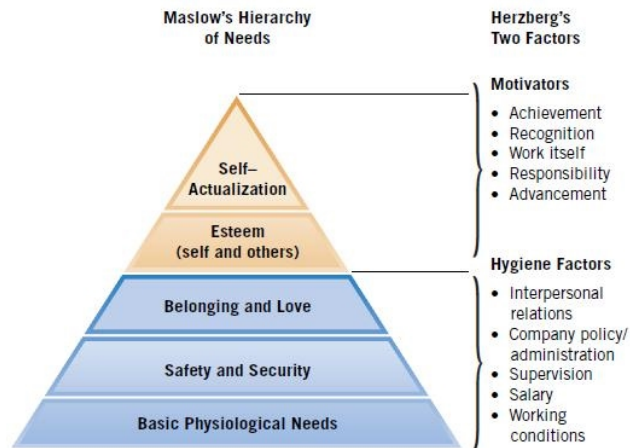 Maslow's Hierarchy
of Needs
Herzberg's
Two Factors
Self–
Actualization
Esteem
(self and others)
Belonging and Love
Safety and Security
Basic Physiological Needs
Motivators
• Achievement
• Recognition
• Work itself
• Responsibility
• Advancement
Hygiene Factors
• Interpersonal
relations
• Company policy/
administration
• Supervision
• Salary
• Working
conditions